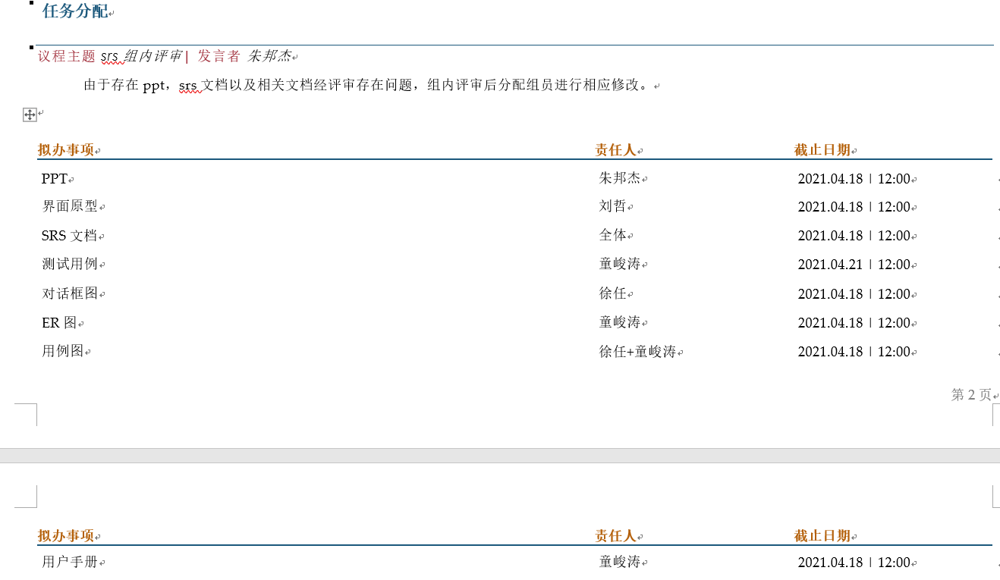 任务分配
议程主题 srs 组内评审| 发言者 朱邦杰
由于存在 ppt，srs 文档以及相关文档经评审存在问题，组内评审后分配组员进行相应修改。
拟办事项 责任人 截止日期
PPT 朱邦杰 2021.04.18 | 12:00
界面原型 刘哲 2021.04.18 | 12:00
SRS 文档 全体 2021.04.18 | 12:00
测试用例 童峻涛 2021.04.21 | 12:00
对话框图 徐任 2021.04.18 | 12:00
ER 图 童峻涛 2021.04.18 | 12:00
用例图 徐任+童峻涛 2021.04.18 | 12:00
第 2 页
拟办事项 责任人 截止日期
用户手册 童峻涛 2021.04.18 | 12:00